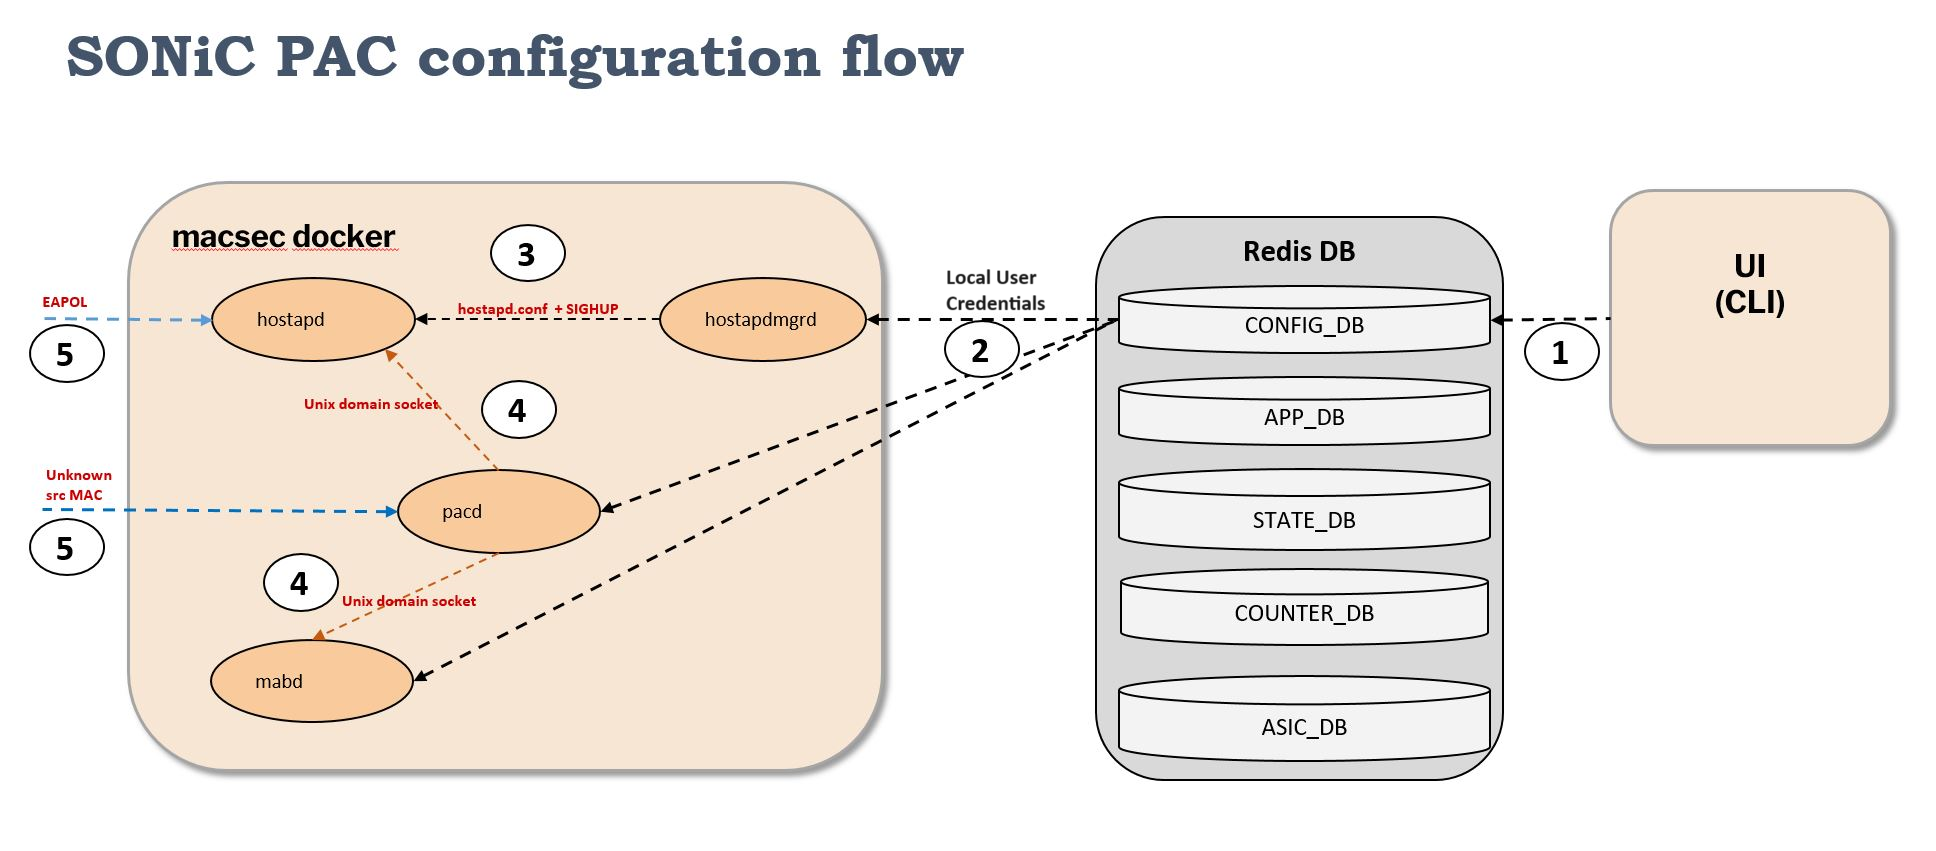 SONiC PAC configuration flow
macsec docker
3
EAPOL
5
hostapd
hostapd.conf + SIGHUP
hostapdmgrd
Local User
Credentials
2
Unix domain socket
4
Unknown
src MAC
5
pacd
4
Unix domain socket
mabd
Redis DB
CONFIG_DB
APP_DB
STATE_DB
COUNTER_DB
ASIC_DB
1
UI
(CLI)